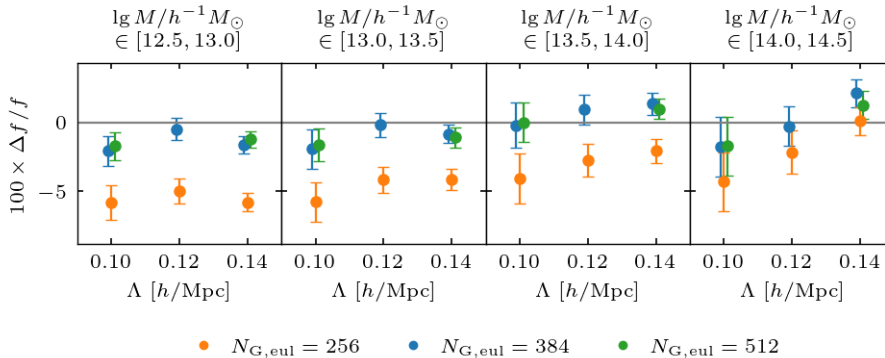 lg M/h⁻¹M⊙ lg M/h⁻¹M⊙ lg M/h⁻¹M⊙ lg M/h⁻¹M⊙
∈ [12.5, 13.0] ∈ [13.0, 13.5] ∈ [13.5, 14.0] ∈ [14.0, 14.5]
100 × Δf/f
0
−5
0.10 0.12 0.14 0.10 0.12 0.14 0.10 0.12 0.14 0.10 0.12 0.14
Λ [h/Mpc] Λ [h/Mpc] Λ [h/Mpc] Λ [h/Mpc]
N_G,eul = 256 N_G,eul = 384 N_G,eul = 512